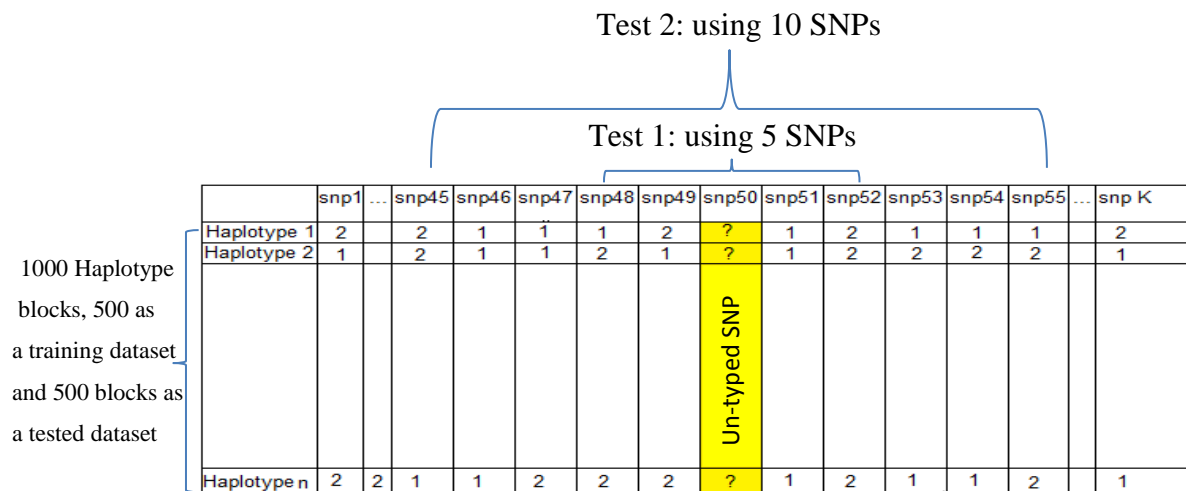 Test 2: using 10 SNPs
Test 1: using 5 SNPs
snp1 ... snp45 snp46 snp47 snp48 snp49 snp50 snp51 snp52 snp53 snp54 snp55 ... snp K
Haplotype 1 2 2 1 1 1 2 ? 1 2 1 1 1 2
Haplotype 2 1 2 1 1 2 1 ? 1 2 2 2 2 1
1000 Haplotype
blocks, 500 as
a training dataset
and 500 blocks as
a tested dataset
Un-typed SNP
Haplotype n 2 2 1 1 2 2 2 ? 1 2 1 1 2 1